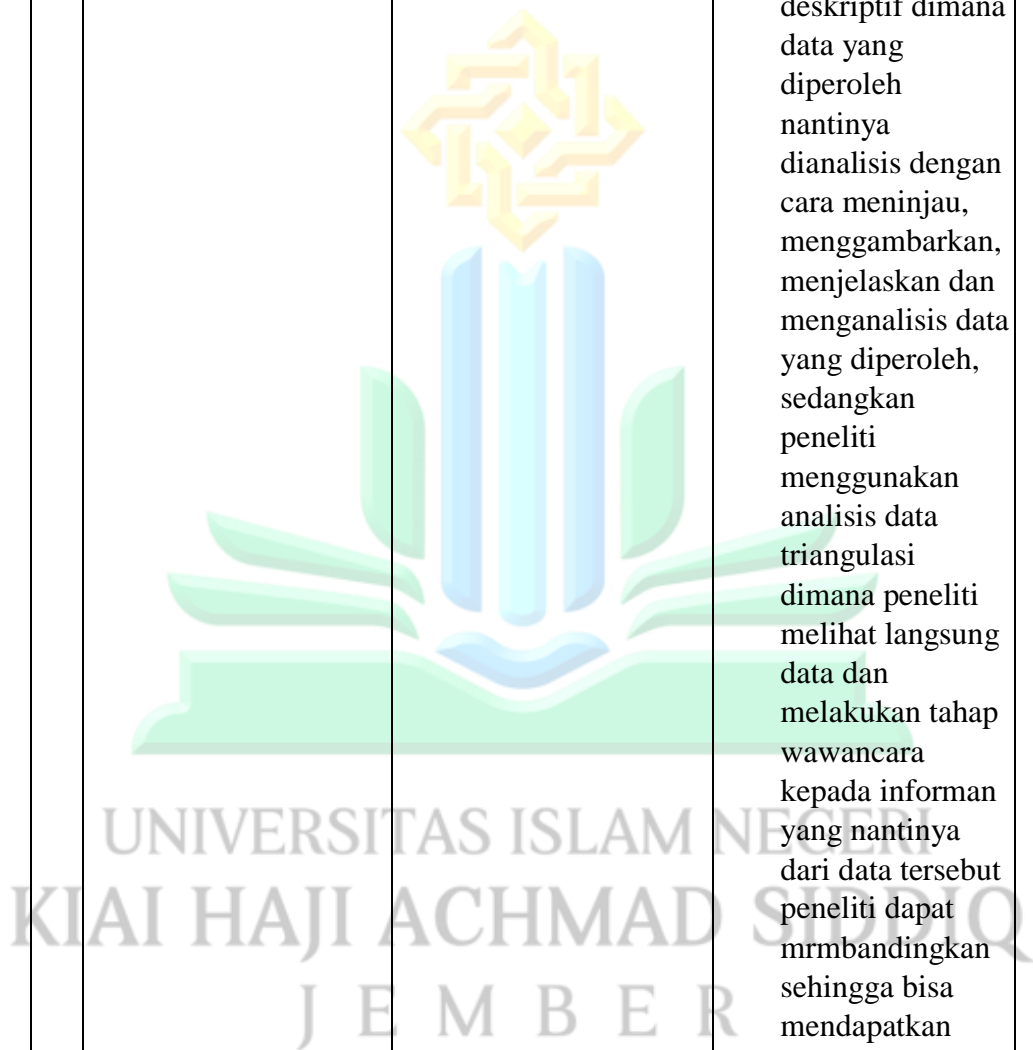 deskriptif dimana
data yang
diperoleh
nantinya
dianalisis dengan
cara meninjau,
menggambarkan,
menjelaskan dan
menganalisis data
yang diperoleh,
sedangkan
peneliti
menggunakan
analisis data
triangulasi
dimana peneliti
melihat langsung
data dan
melakukan tahap
wawancara
kepada informan
yang nantinya
dari data tersebut
peneliti dapat
mrmbandingkan
sehingga bisa
mendapatkan
UNIVERSITAS ISLAM NEGERI
KIAI HAJI ACHMAD SIDDIQ
JEMBER